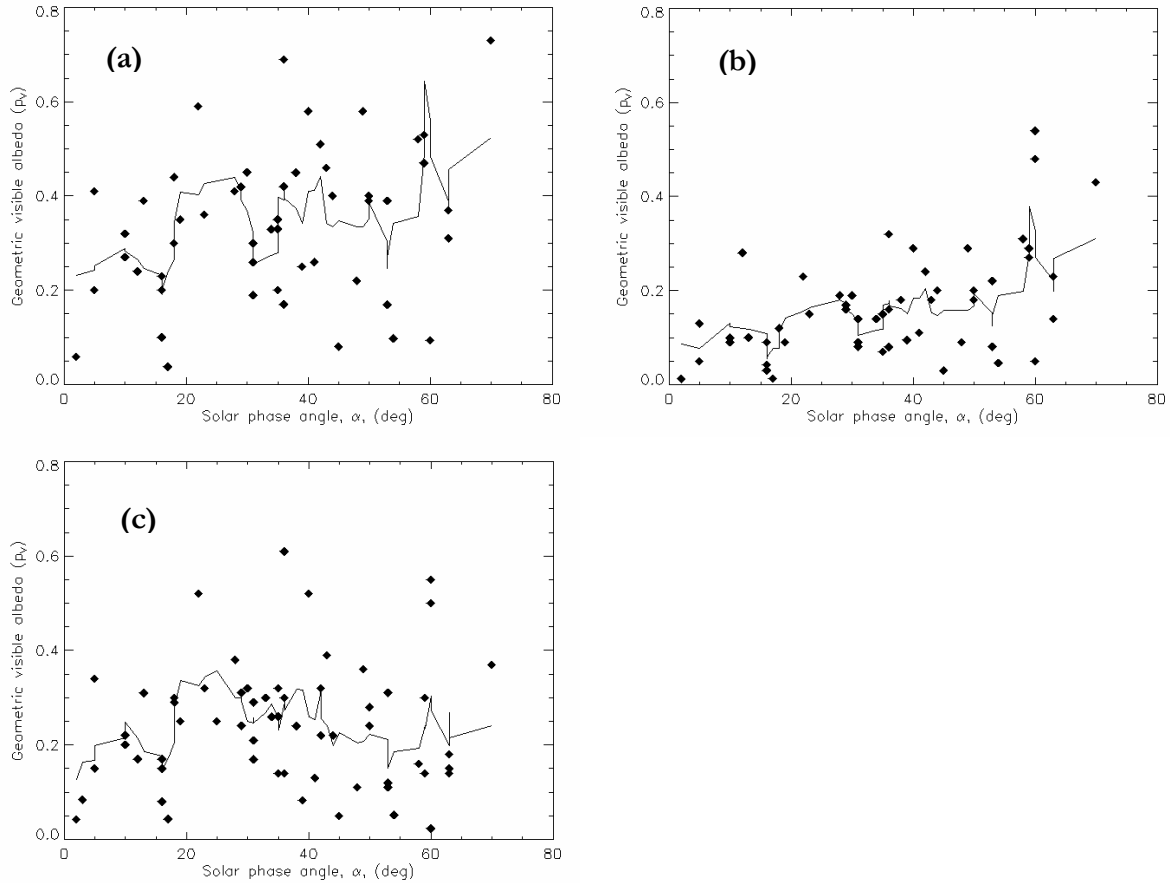 (a)
0.8
0.6
0.4
0.2
0.0
Geometric visible albedo (pv)
0 20 40 60 80
Solar phase angle, α, (deg)
(b)
0.8
0.6
0.4
0.2
0.0
Geometric visible albedo (pv)
0 20 40 60 80
Solar phase angle, α, (deg)
(c)
0.8
0.6
0.4
0.2
0.0
Geometric visible albedo (pv)
0 20 40 60 80
Solar phase angle, α, (deg)